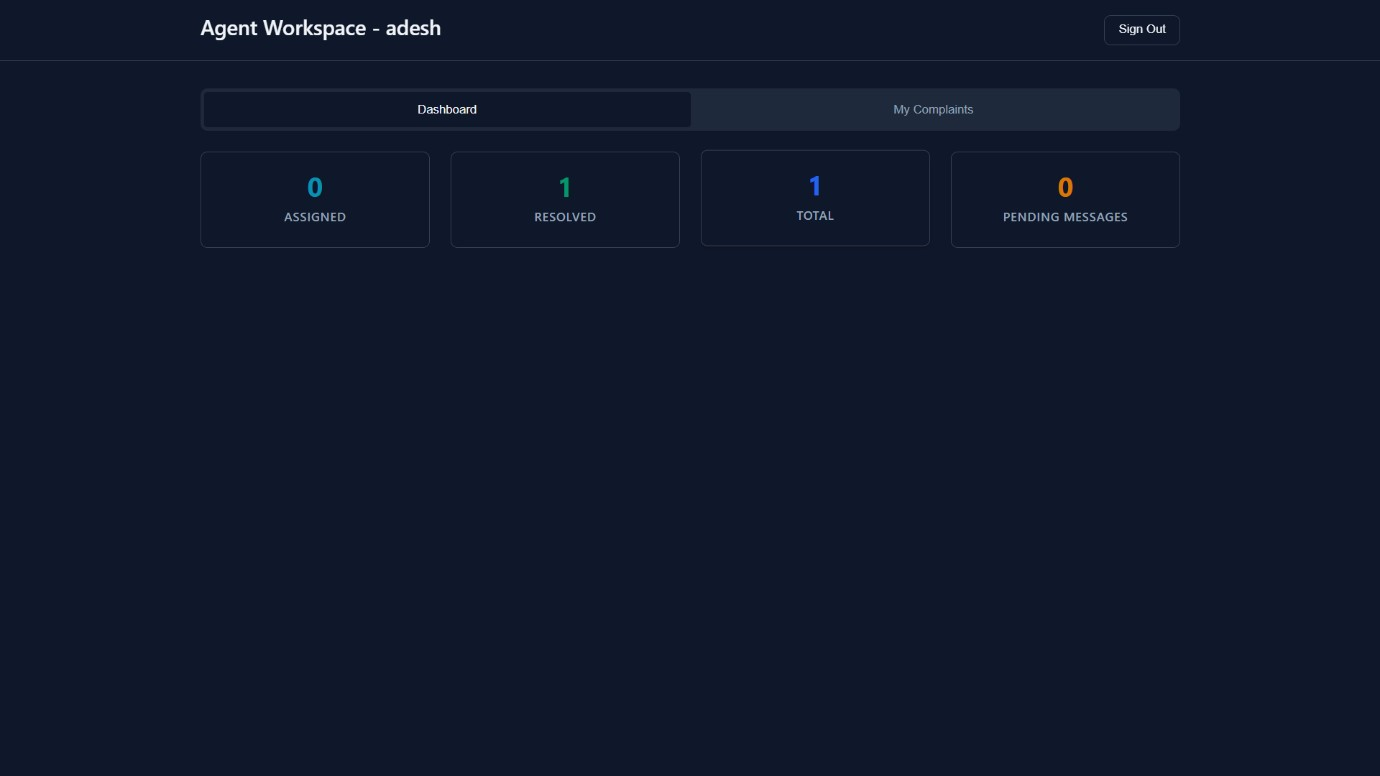 Agent Workspace - adesh
Sign Out
Dashboard
My Complaints
0
ASSIGNED
1
RESOLVED
1
TOTAL
0
PENDING MESSAGES